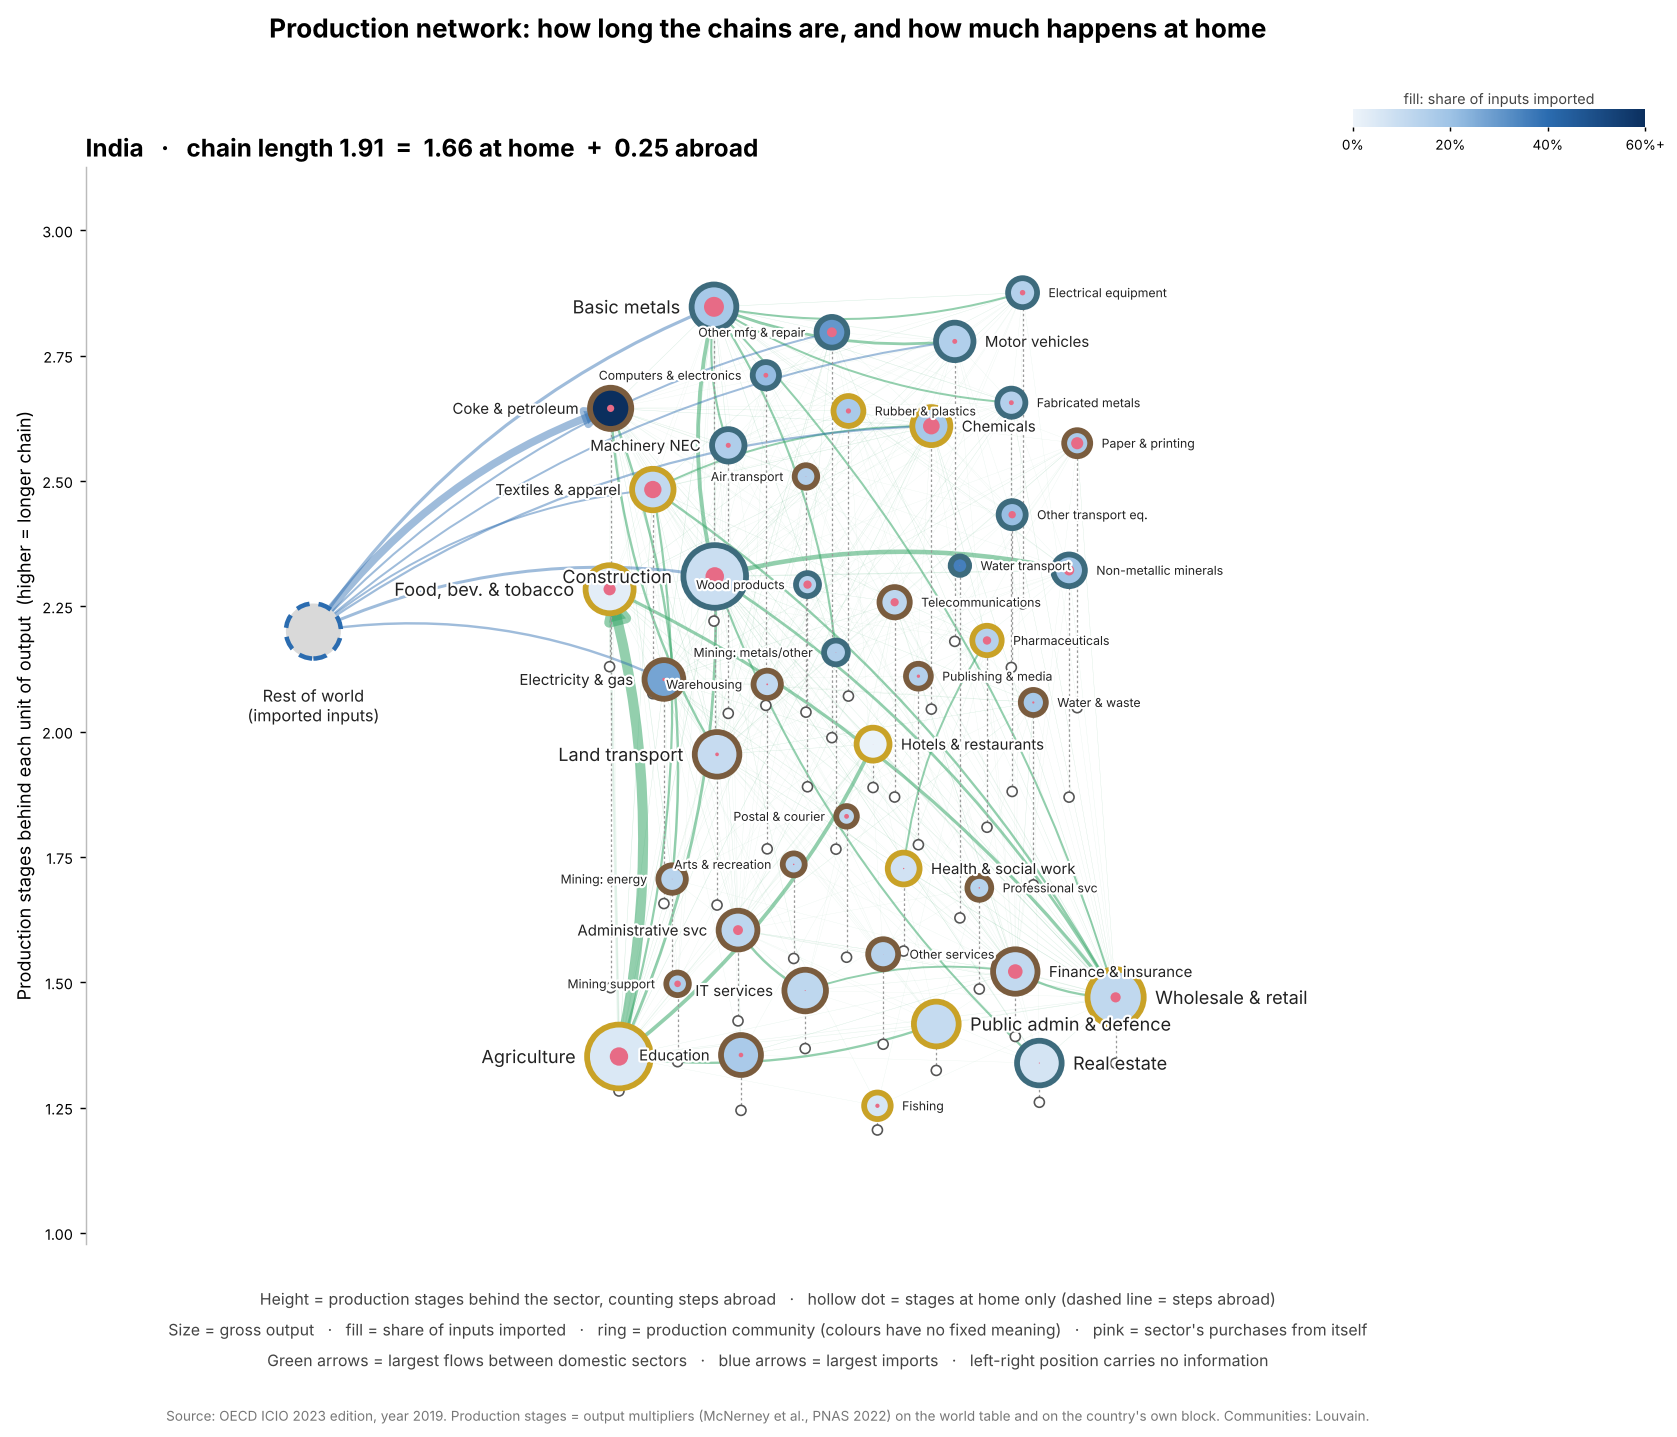 Production network: how long the chains are, and how much happens at home
fill: share of inputs imported
0% 20% 40% 60%+
India · chain length 1.91 = 1.66 at home + 0.25 abroad
Production stages behind each unit of output (higher = longer chain)
3.00
2.75
2.50
2.25
2.00
1.75
1.50
1.25
1.00
Electrical equipment
Basic metals
Other mfg & repair
Motor vehicles
Computers & electronics
Fabricated metals
Coke & petroleum
Rubber & plastics
Chemicals
Machinery NEC
Paper & printing
Air transport
Textiles & apparel
Other transport eq.
Water transport
Non-metallic minerals
Construction
Wood products
Food, bev. & tobacco
Telecommunications
Pharmaceuticals
Mining: metals/other
Electricity & gas
Warehousing
Publishing & media
Rest of world
(imported inputs)
Water & waste
Hotels & restaurants
Land transport
Postal & courier
Arts & recreation
Health & social work
Mining: energy
Professional svc
Administrative svc
Other services
Finance & insurance
Mining support
IT services
Wholesale & retail
Public admin & defence
Agriculture
Education
Real estate
Fishing
Height = production stages behind the sector, counting steps abroad · hollow dot = stages at home only (dashed line = steps abroad)
Size = gross output · fill = share of inputs imported · ring = production community (colours have no fixed meaning) · pink = sector's purchases from itself
Green arrows = largest flows between domestic sectors · blue arrows = largest imports · left-right position carries no information
Source: OECD ICIO 2023 edition, year 2019. Production stages = output multipliers (McNerney et al., PNAS 2022) on the world table and on the country's own block. Communities: Louvain.